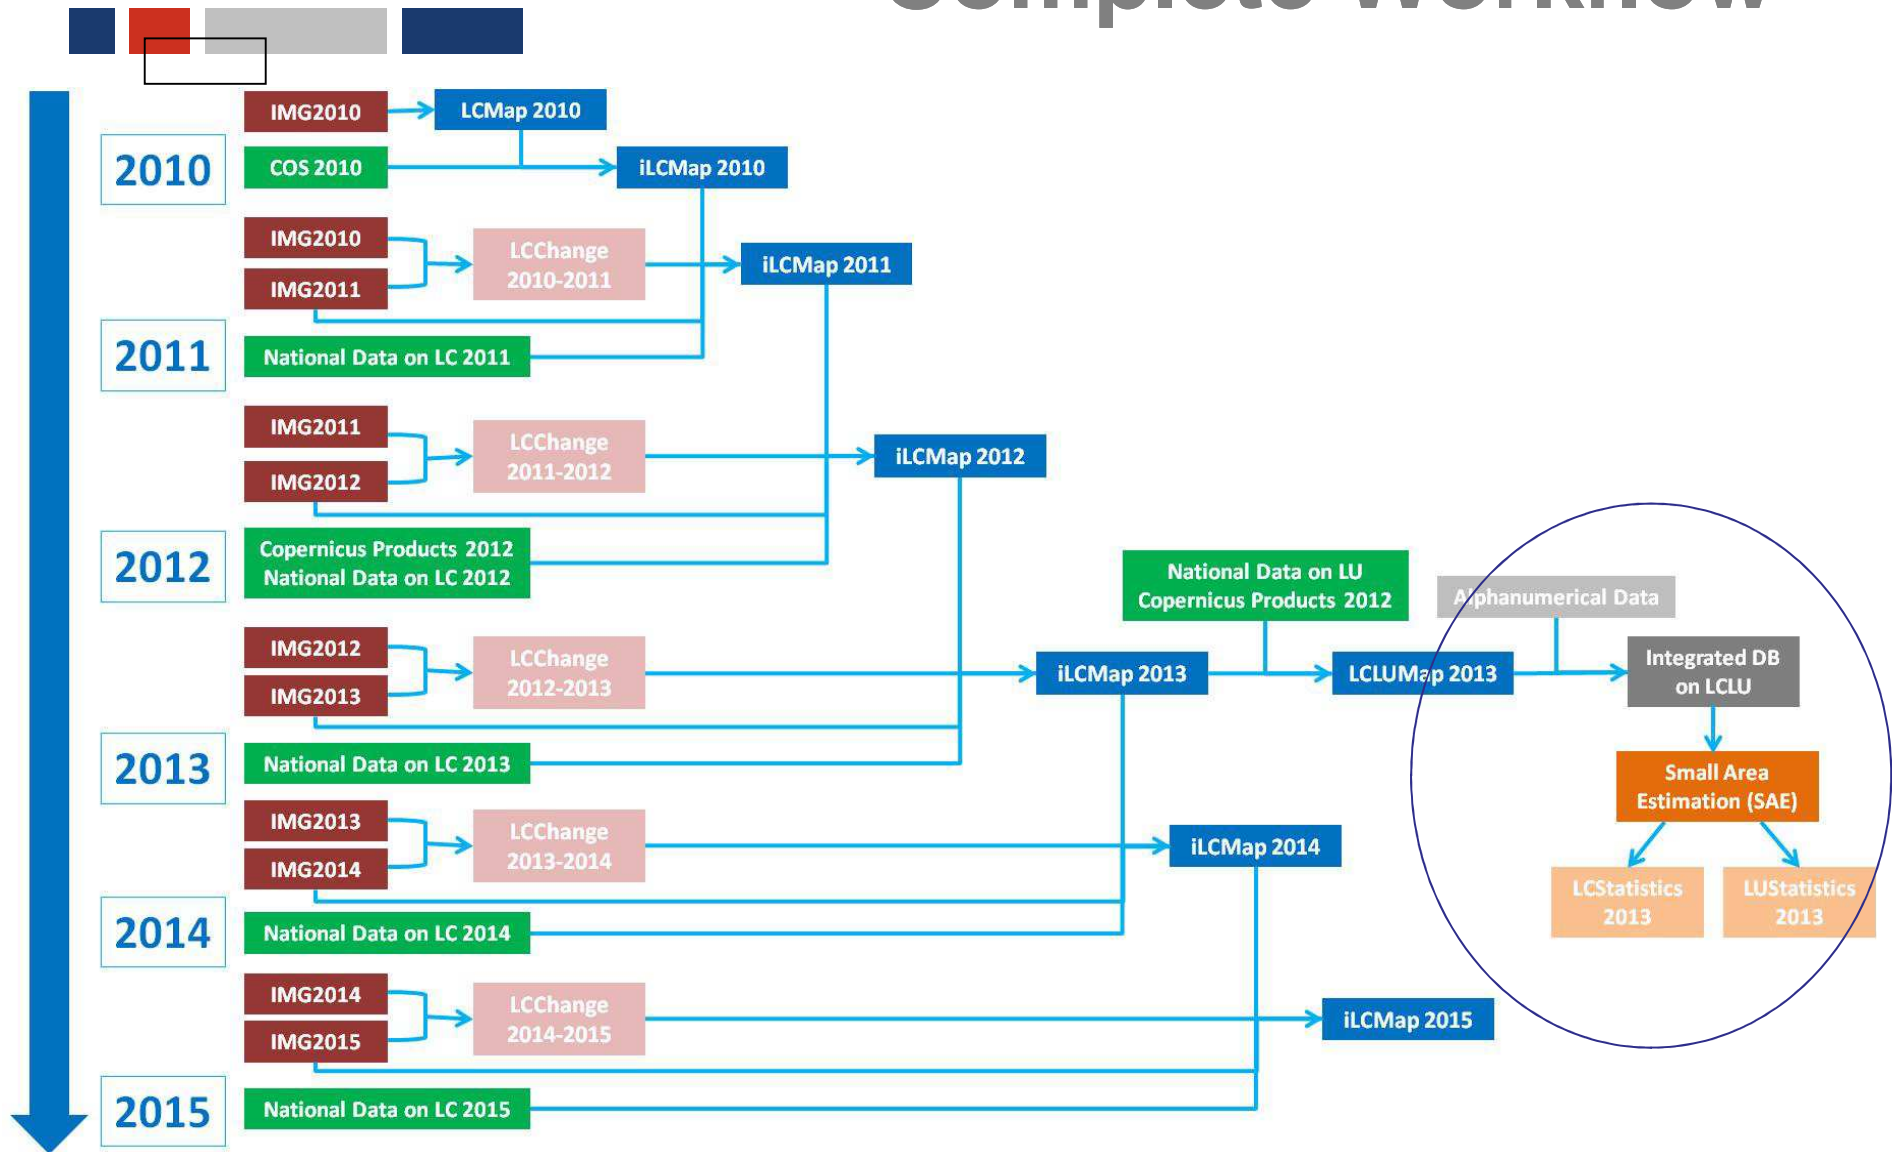 Complete Workflow
IMG2010
LCMap 2010
2010
COS 2010
iLCMap 2010
IMG2010
LCChange
2010-2011
iLCMap 2011
IMG2011
2011
National Data on LC 2011
IMG2011
LCChange
2011-2012
iLCMap 2012
IMG2012
2012
Copernicus Products 2012
National Data on LC 2012
National Data on LU
Copernicus Products 2012
Alphanumerical Data
IMG2012
LCChange
2012-2013
iLCMap 2013
LCLUMap 2013
Integrated DB
on LCLU
IMG2013
2013
National Data on LC 2013
Small Area
Estimation (SAE)
IMG2013
LCChange
2013-2014
iLCMap 2014
IMG2014
LCStatistics
2013
LUStatistics
2013
2014
National Data on LC 2014
IMG2014
LCChange
2014-2015
iLCMap 2015
IMG2015
2015
National Data on LC 2015